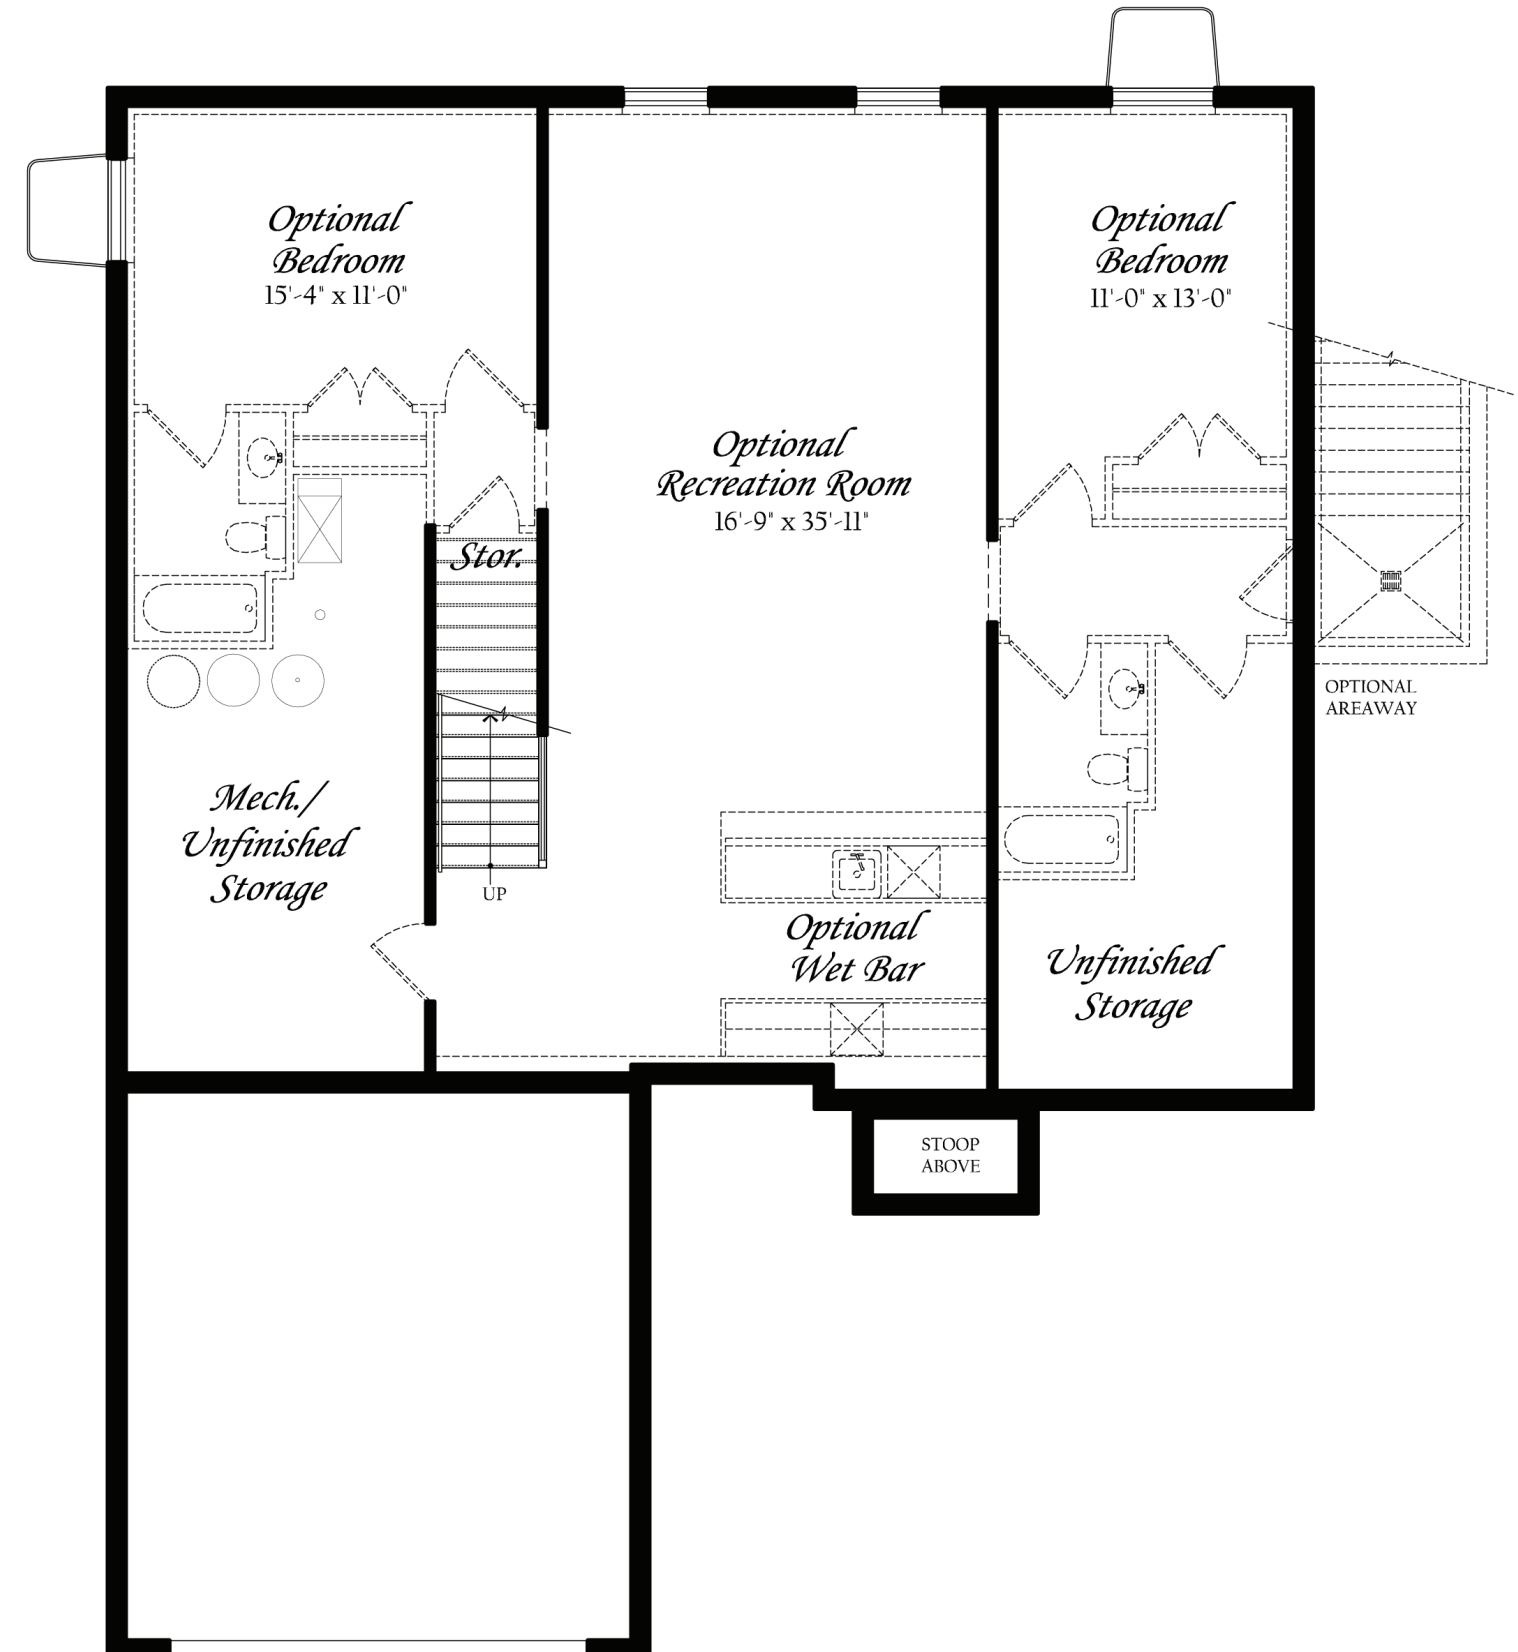 Optional
Bedroom
15'-4" x 11'-0"
Optional
Bedroom
11'-0" x 13'-0"
Optional
Recreation Room
16'-9" x 35'-11"
Stor.
OPTIONAL
AREAWAY
Mech./
Unfinished
Storage
UP
Optional
Wet Bar
Unfinished
Storage
STOOP
ABOVE